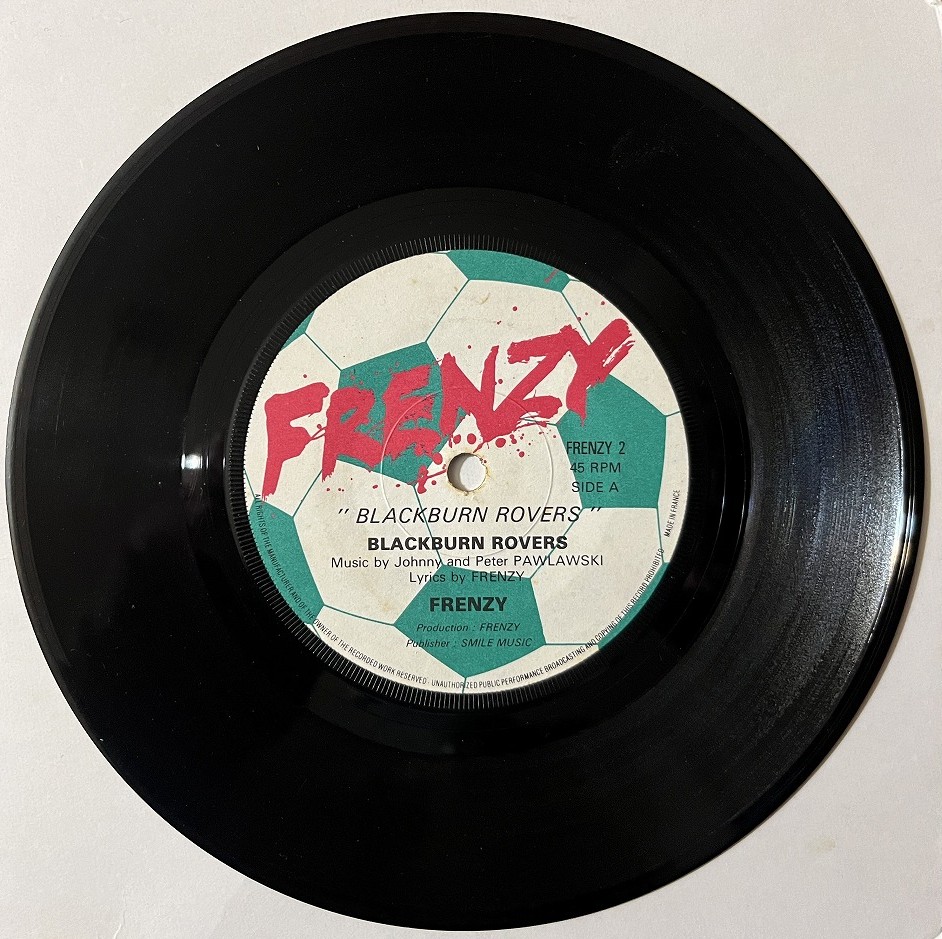 FRENZY
FRENZY 2
45 RPM
SIDE A
" BLACKBURN ROVERS "
BLACKBURN ROVERS
Music by Johnny and Peter PAWLAWSKI
Lyrics by FRENZY
FRENZY
Production : FRENZY
Publisher : SMILE MUSIC
ALL RIGHTS OF THE MANUFACTURER AND OF THE OWNER OF THE RECORDED WORK RESERVED - UNAUTHORIZED PUBLIC PERFORMANCE BROADCASTING AND COPYING OF THIS RECORD PROHIBITED
MADE IN FRANCE